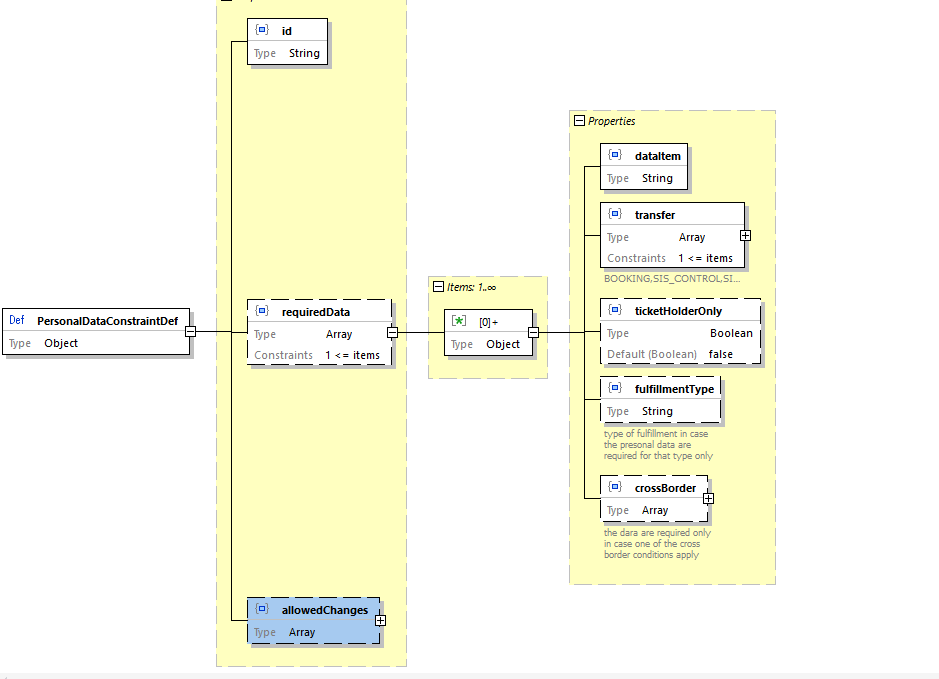 id
Type String
Properties
dataItem
Type String
transfer
Type Array
Constraints 1 <= items
BOOKING,SIS_CONTROL,SI...
Items: 1..∞
ticketHolderOnly
Type Boolean
Default (Boolean) false
Def PersonalDataConstraintDef
Type Object
requiredData
Type Array
Constraints 1 <= items
[0]+
Type Object
fulfillmentType
Type String
type of fulfillment in case
the presonal data are
required for that type only
crossBorder
Type Array
the dara are required only
in case one of the cross
border conditions apply
allowedChanges
Type Array